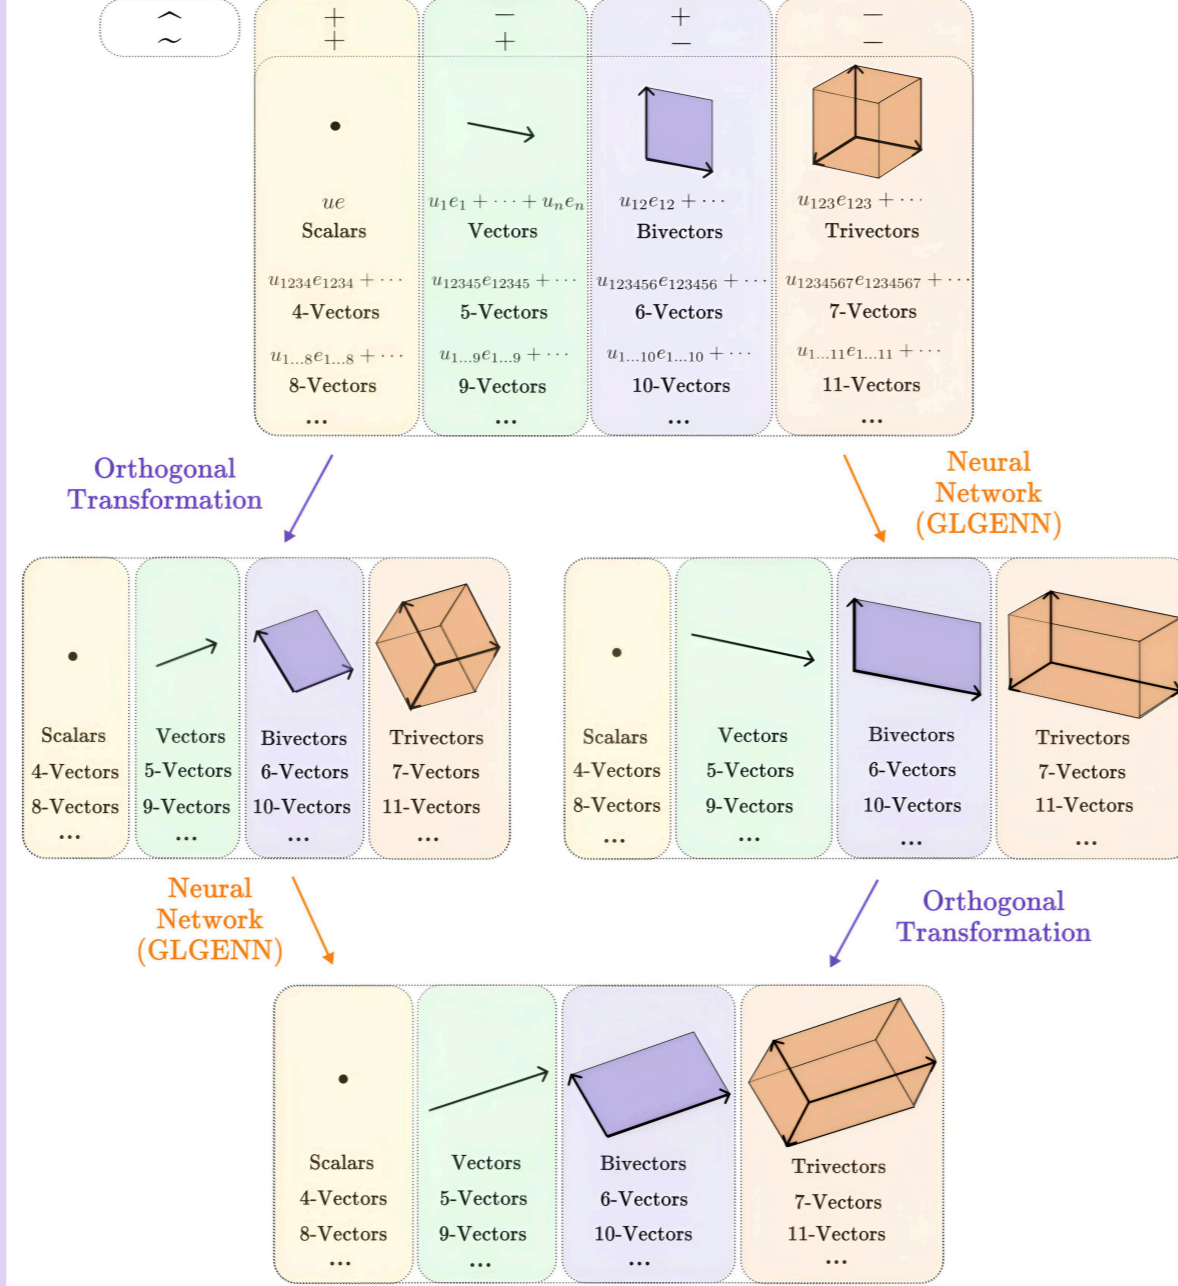 ^ + − + −
~ + + − −
ue u₁e₁ + ··· + uₙeₙ u₁₂e₁₂ + ··· u₁₂₃e₁₂₃ + ···
Scalars Vectors Bivectors Trivectors
u₁₂₃₄e₁₂₃₄ + ··· u₁₂₃₄₅e₁₂₃₄₅ + ··· u₁₂₃₄₅₆e₁₂₃₄₅₆ + ··· u₁₂₃₄₅₆₇e₁₂₃₄₅₆₇ + ···
4-Vectors 5-Vectors 6-Vectors 7-Vectors
u₁...₈e₁...₈ + ··· u₁...₉e₁...₉ + ··· u₁...₁₀e₁...₁₀ + ··· u₁...₁₁e₁...₁₁ + ···
8-Vectors 9-Vectors 10-Vectors 11-Vectors
... ... ... ...
Orthogonal
Transformation
Neural
Network
(GLGENN)
Scalars Vectors Bivectors Trivectors
4-Vectors 5-Vectors 6-Vectors 7-Vectors
8-Vectors 9-Vectors 10-Vectors 11-Vectors
... ... ... ...
Scalars Vectors Bivectors Trivectors
4-Vectors 5-Vectors 6-Vectors 7-Vectors
8-Vectors 9-Vectors 10-Vectors 11-Vectors
... ... ... ...
Neural
Network
(GLGENN)
Orthogonal
Transformation
Scalars Vectors Bivectors Trivectors
4-Vectors 5-Vectors 6-Vectors 7-Vectors
8-Vectors 9-Vectors 10-Vectors 11-Vectors
... ... ... ...